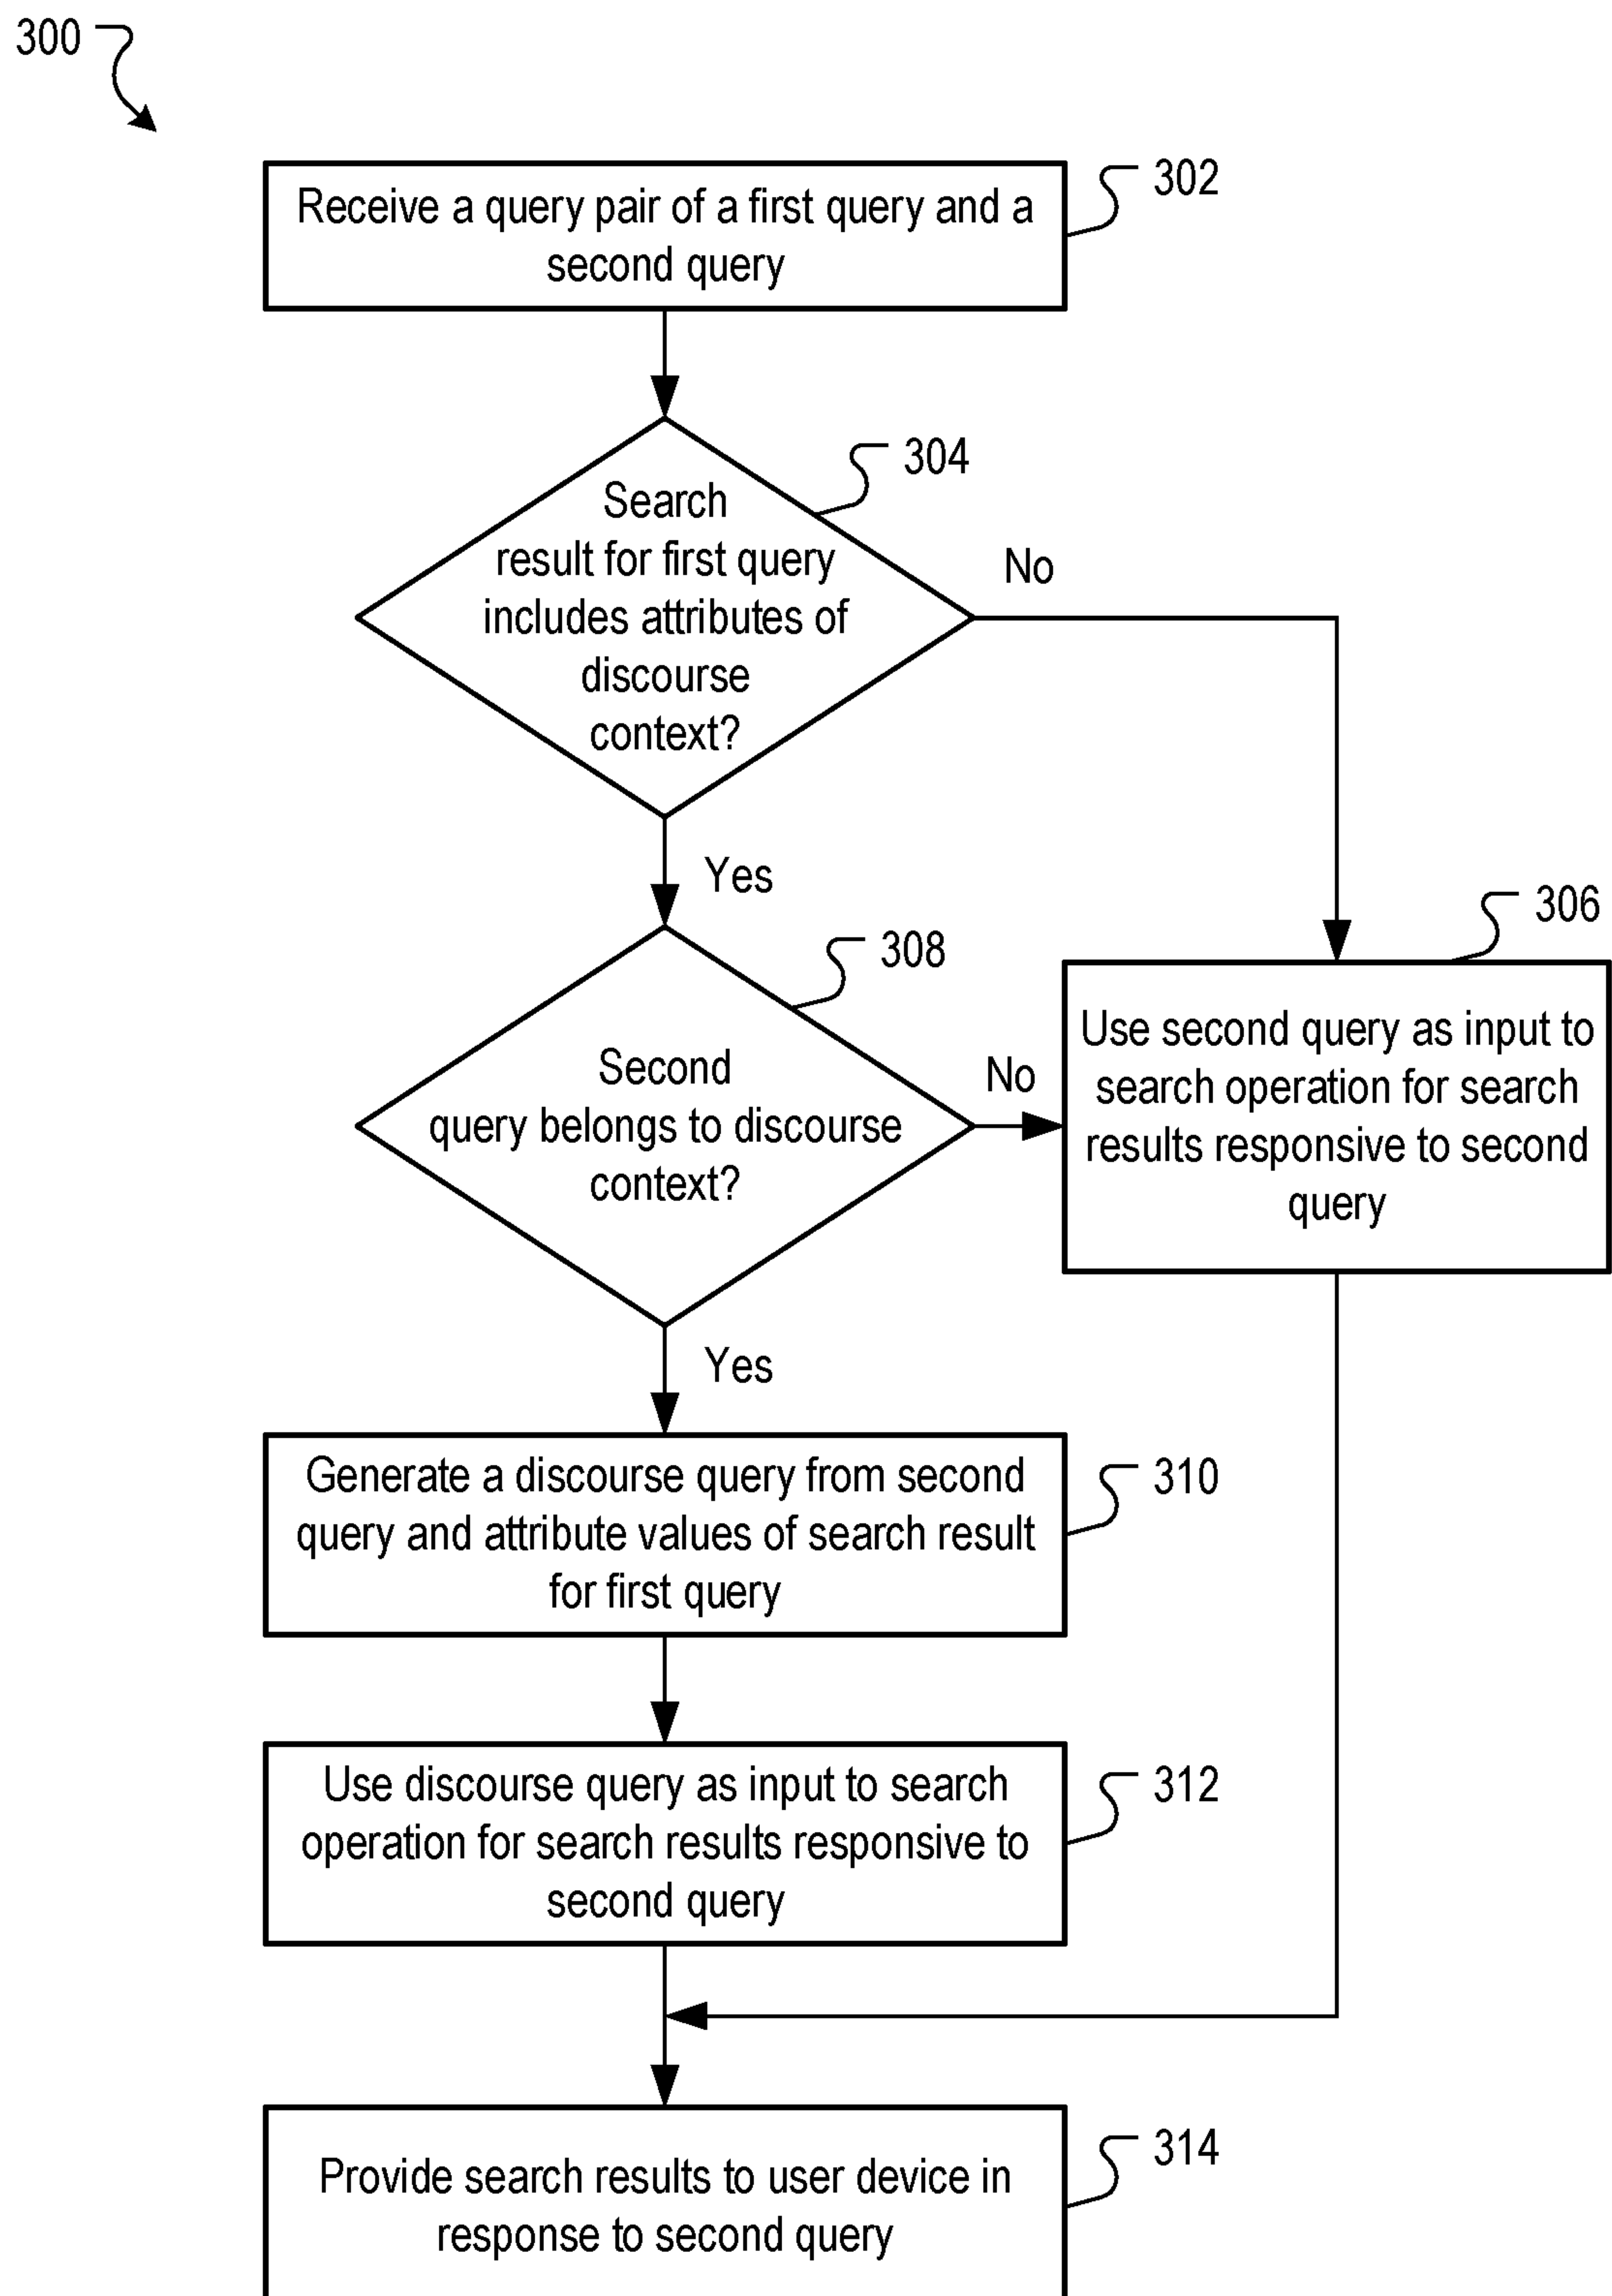 300
302
Receive a query pair of a first query and a
second query
304
Search
result for first query
includes attributes of
discourse
context?
No
Yes
306
308
Second
query belongs to discourse
context?
No
Use second query as input to
search operation for search
results responsive to second
query
Yes
310
Generate a discourse query from second
query and attribute values of search result
for first query
312
Use discourse query as input to search
operation for search results responsive to
second query
314
Provide search results to user device in
response to second query